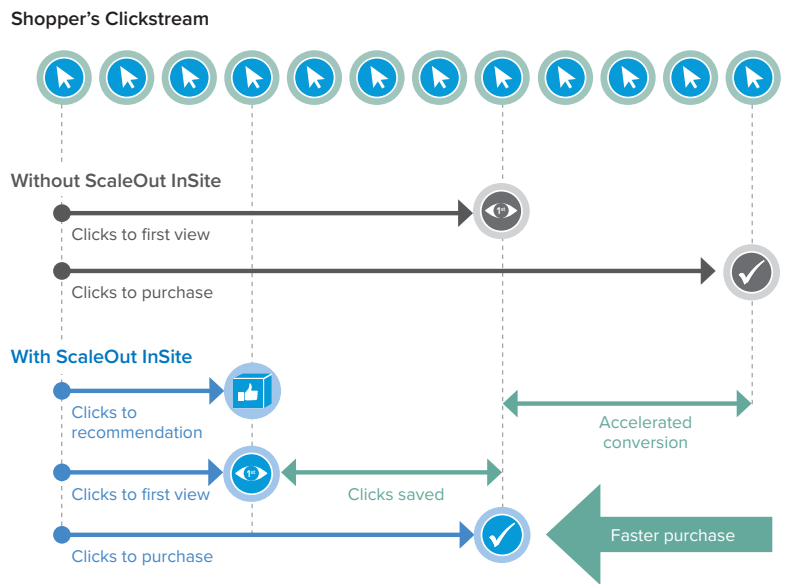 Shopper’s Clickstream
Without ScaleOut InSite
1st
Clicks to first view
Clicks to purchase
With ScaleOut InSite
Clicks to
recommendation
Accelerated
conversion
1st
Clicks to first view
Clicks saved
Clicks to purchase
Faster purchase